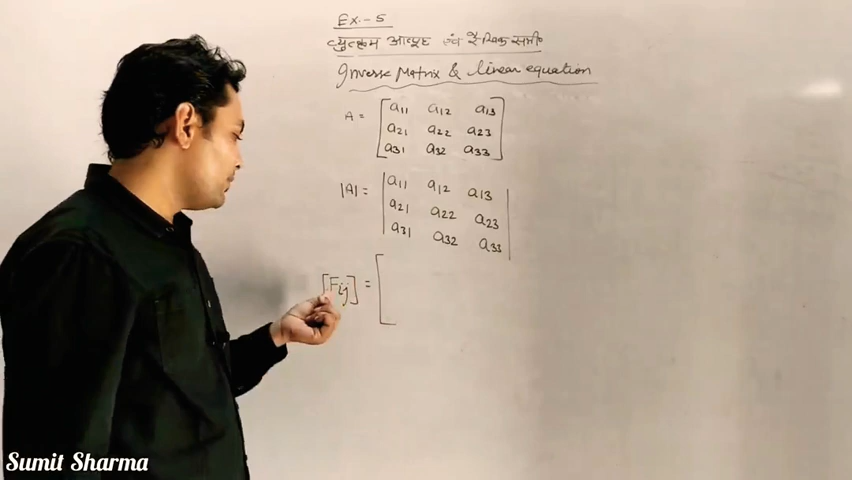 Ex.- 5
व्युत्क्रम आव्यूह एवं रैखिक समी०
Inverse Matrix & linear equation
A = [ a11 a12 a13
a21 a22 a23
a31 a32 a33 ]
|A| = | a11 a12 a13
a21 a22 a23
a31 a32 a33 |
[Fij] = [
Sumit Sharma